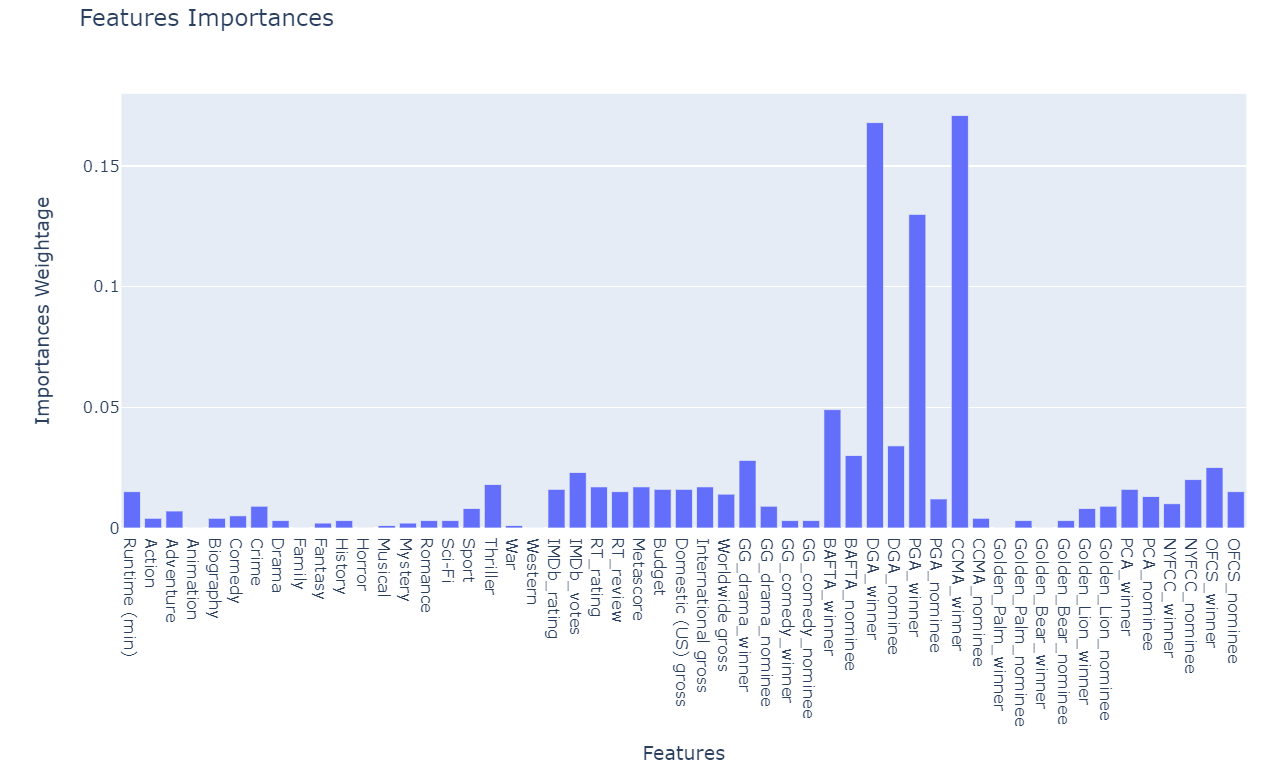 Features Importances
Importances Weightage
0.15
0.1
0.05
0
Runtime (min)
Action
Adventure
Animation
Biography
Comedy
Crime
Drama
Family
Fantasy
History
Horror
Musical
Mystery
Romance
Sci-Fi
Sport
Thriller
War
Western
IMDb_rating
IMDb_votes
RT_rating
RT_review
Metascore
Budget
Domestic (US) gross
International gross
Worldwide gross
GG_drama_winner
GG_drama_nominee
GG_comedy_winner
GG_comedy_nominee
BAFTA_winner
BAFTA_nominee
DGA_winner
DGA_nominee
PGA_winner
PGA_nominee
CCMA_winner
CCMA_nominee
Golden_Palm_winner
Golden_Palm_nominee
Golden_Bear_winner
Golden_Bear_nominee
Golden_Lion_winner
Golden_Lion_nominee
PCA_winner
PCA_nominee
NYFCC_winner
NYFCC_nominee
OFCS_winner
OFCS_nominee
Features